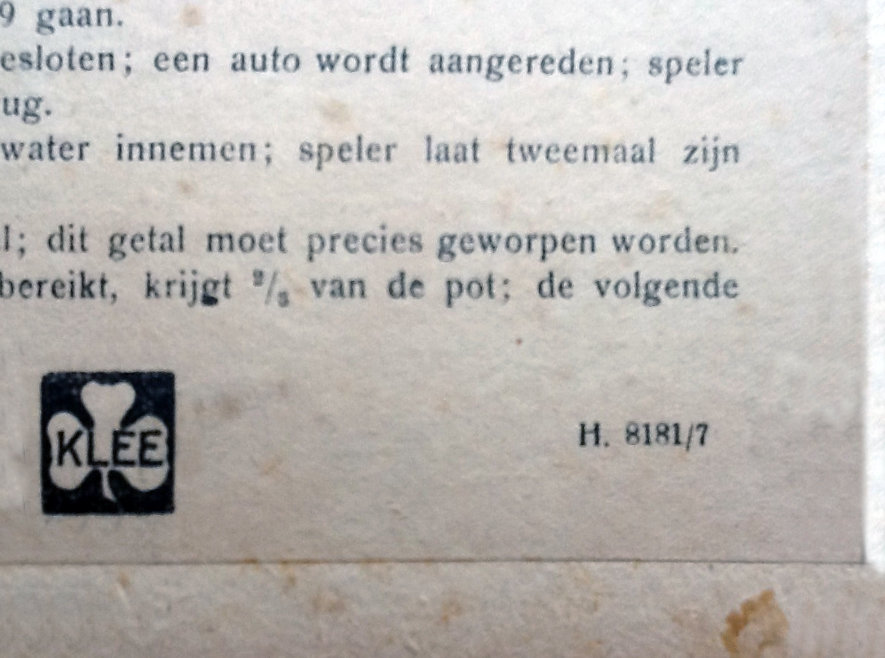 9 gaan.
esloten; een auto wordt aangereden; speler
ug.
water innemen; speler laat tweemaal zijn
l; dit getal moet precies geworpen worden.
bereikt, krijgt ²/₃ van de pot; de volgende
KLEE
H. 8181/7